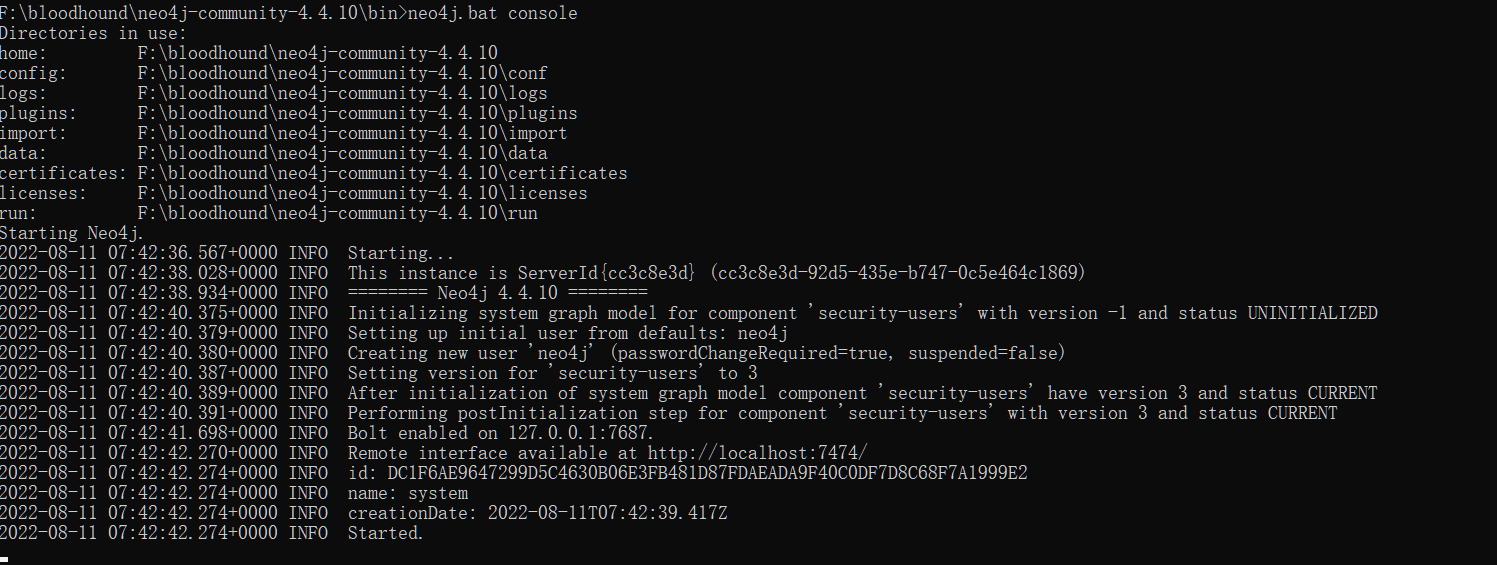 F:\bloodhound\neo4j-community-4.4.10\bin>neo4j.bat console
Directories in use:
home:         F:\bloodhound\neo4j-community-4.4.10
config:       F:\bloodhound\neo4j-community-4.4.10\conf
logs:         F:\bloodhound\neo4j-community-4.4.10\logs
plugins:      F:\bloodhound\neo4j-community-4.4.10\plugins
import:       F:\bloodhound\neo4j-community-4.4.10\import
data:         F:\bloodhound\neo4j-community-4.4.10\data
certificates: F:\bloodhound\neo4j-community-4.4.10\certificates
licenses:     F:\bloodhound\neo4j-community-4.4.10\licenses
run:          F:\bloodhound\neo4j-community-4.4.10\run
Starting Neo4j.
2022-08-11 07:42:36.567+0000 INFO  Starting...
2022-08-11 07:42:38.028+0000 INFO  This instance is ServerId{cc3c8e3d} (cc3c8e3d-92d5-435e-b747-0c5e464c1869)
2022-08-11 07:42:38.934+0000 INFO  ======== Neo4j 4.4.10 ========
2022-08-11 07:42:40.375+0000 INFO  Initializing system graph model for component 'security-users' with version -1 and status UNINITIALIZED
2022-08-11 07:42:40.379+0000 INFO  Setting up initial user from defaults: neo4j
2022-08-11 07:42:40.380+0000 INFO  Creating new user 'neo4j' (passwordChangeRequired=true, suspended=false)
2022-08-11 07:42:40.387+0000 INFO  Setting version for 'security-users' to 3
2022-08-11 07:42:40.389+0000 INFO  After initialization of system graph model component 'security-users' have version 3 and status CURRENT
2022-08-11 07:42:40.391+0000 INFO  Performing postInitialization step for component 'security-users' with version 3 and status CURRENT
2022-08-11 07:42:41.698+0000 INFO  Bolt enabled on 127.0.0.1:7687.
2022-08-11 07:42:42.270+0000 INFO  Remote interface available at http://localhost:7474/
2022-08-11 07:42:42.274+0000 INFO  id: DC1F6AE9647299D5C4630B06E3FB481D87FDAEADA9F40C0DF7D8C68F7A1999E2
2022-08-11 07:42:42.274+0000 INFO  name: system
2022-08-11 07:42:42.274+0000 INFO  creationDate: 2022-08-11T07:42:39.417Z
2022-08-11 07:42:42.274+0000 INFO  Started.